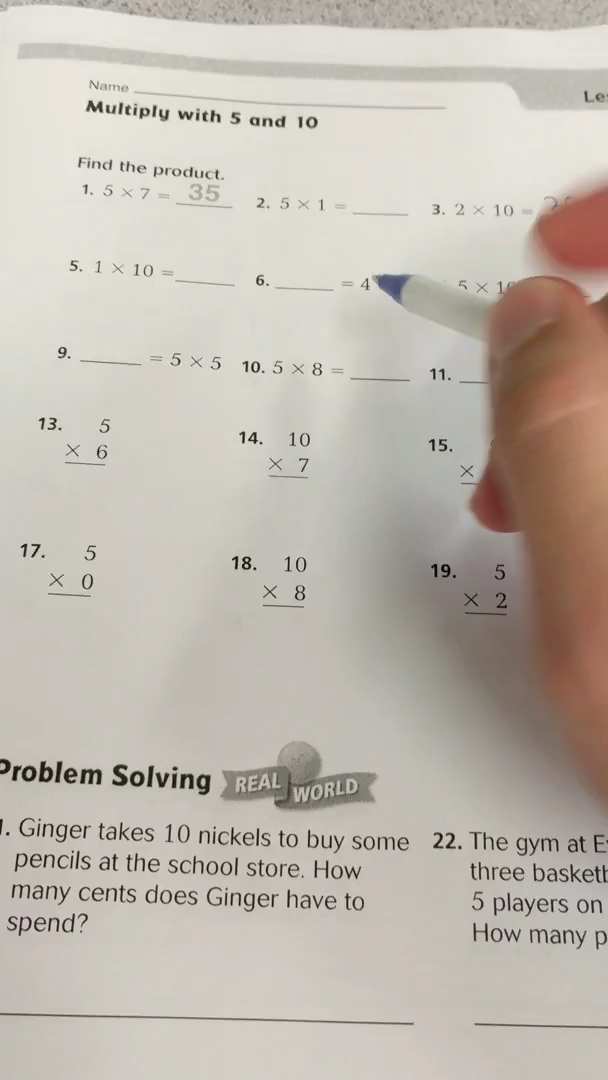 Name
Multiply with 5 and 10
Find the product.
1. 5 × 7 = 35
2. 5 × 1 =
3. 2 × 10 =
5. 1 × 10 =
6. = 4
5 × 1
9. = 5 × 5
10. 5 × 8 =
11.
13. 5
× 6
14. 10
× 7
15.
×
17. 5
× 0
18. 10
× 8
19. 5
× 2
Problem Solving REAL WORLD
. Ginger takes 10 nickels to buy some
pencils at the school store. How
many cents does Ginger have to
spend?
22. The gym at
three
5 players on
How many